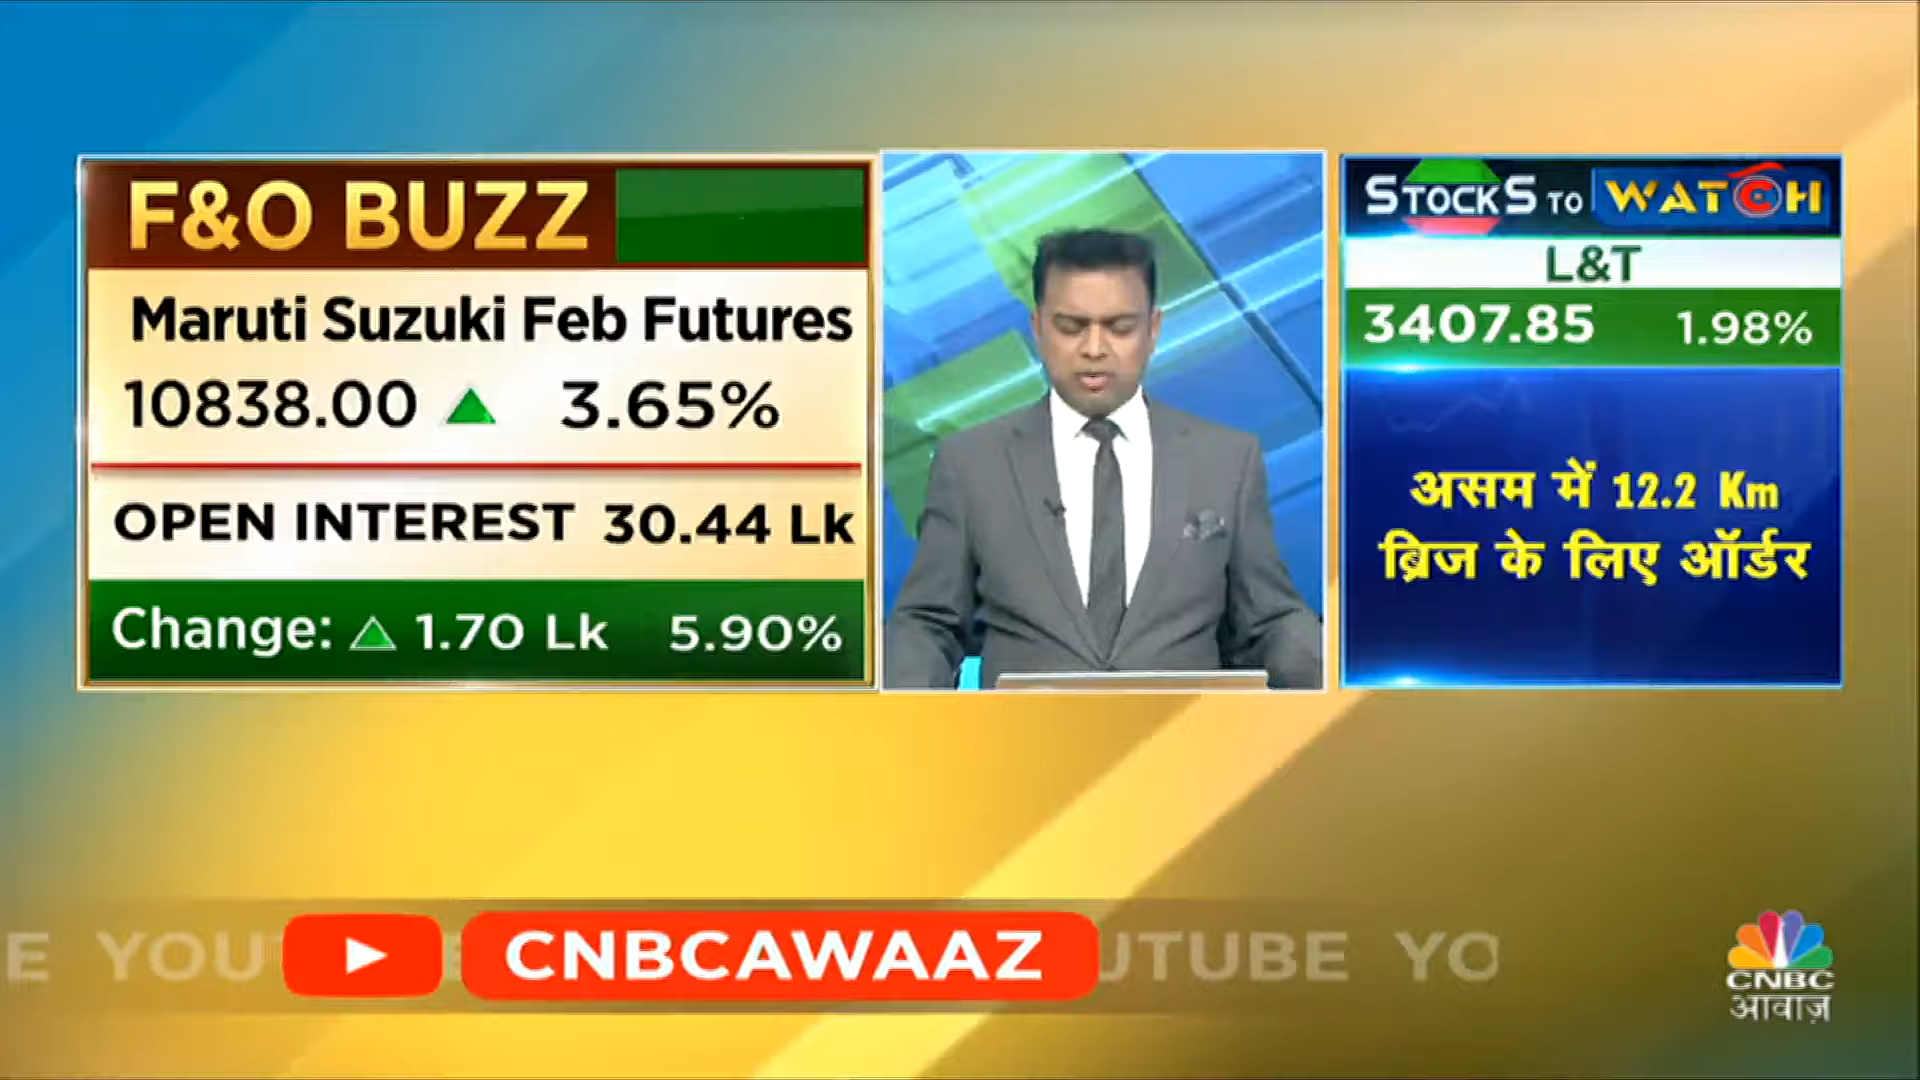 F&O BUZZ
Maruti Suzuki Feb Futures
10838.00 3.65%
OPEN INTEREST 30.44 Lk
Change: 1.70 Lk 5.90%
STOCKS TO WATCH
L&T
3407.85 1.98%
असम में 12.2 Km
ब्रिज के लिए ऑर्डर
E YOU CNBCAWAAZ UTUBE YO
CNBC
आवाज़